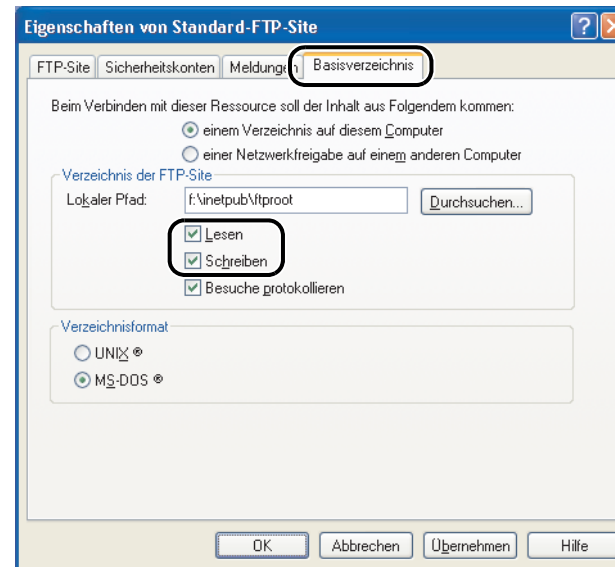 Eigenschaften von Standard-FTP-Site
FTP-Site Sicherheitskonten Meldungen Basisverzeichnis
Beim Verbinden mit dieser Ressource soll der Inhalt aus Folgendem kommen:
einem Verzeichnis auf diesem Computer
einer Netzwerkfreigabe auf einem anderen Computer
Verzeichnis der FTP-Site
Lokaler Pfad: f:\inetpub\ftproot Durchsuchen...
Lesen
Schreiben
Besuche protokollieren
Verzeichnisformat
UNIX ®
MS-DOS ®
OK Abbrechen Übernehmen Hilfe